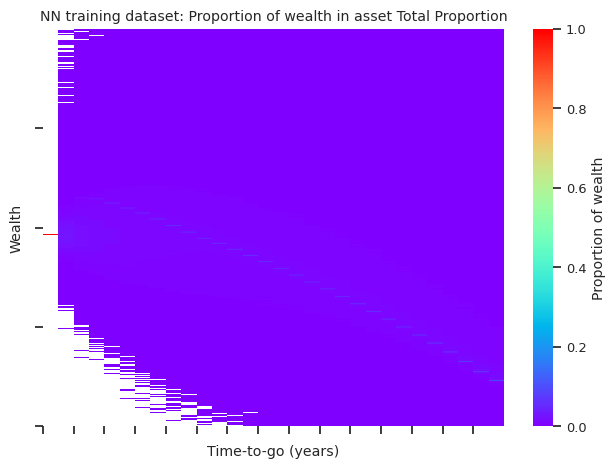 NN training dataset: Proportion of wealth in asset Total Proportion
Wealth
Time-to-go (years)
1.0
0.8
0.6
0.4
0.2
0.0
Proportion of wealth